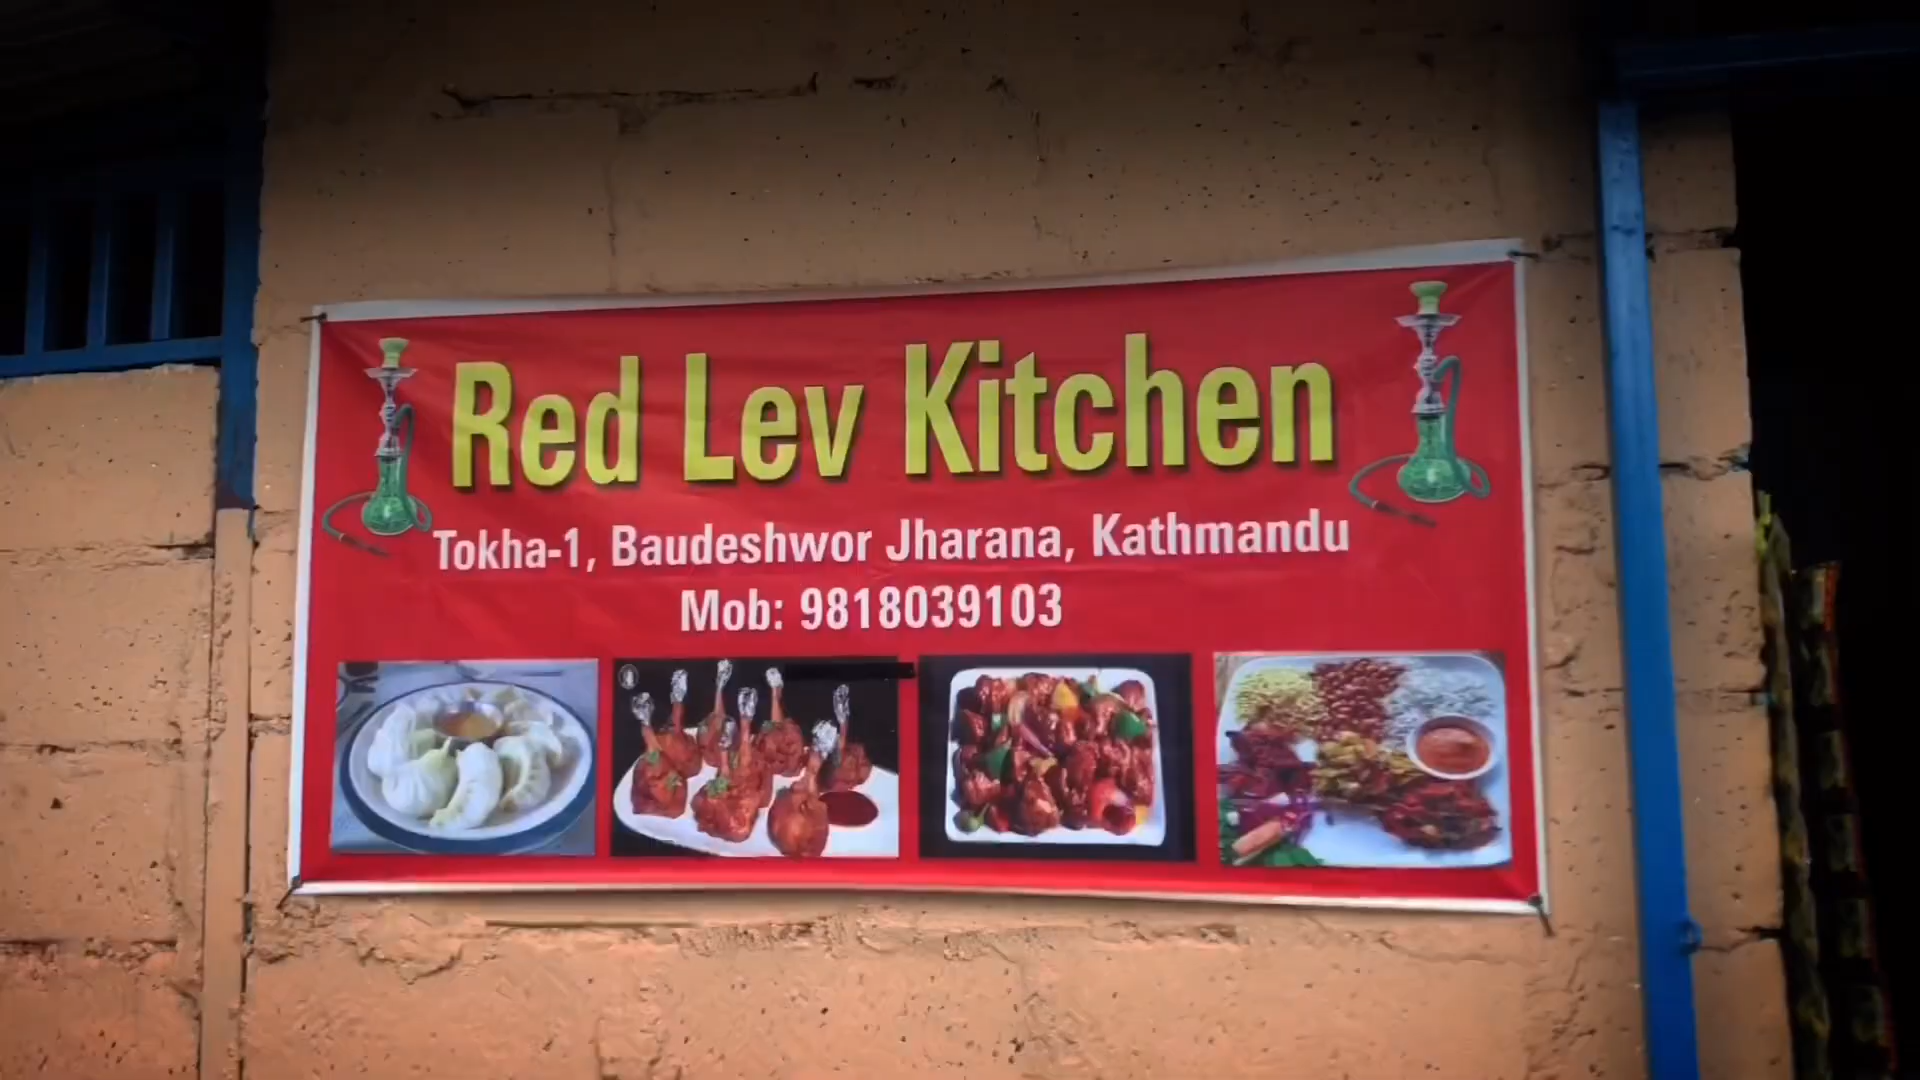 Red Lev Kitchen
Tokha-1, Baudeshwor Jharana, Kathmandu
Mob: 9818039103